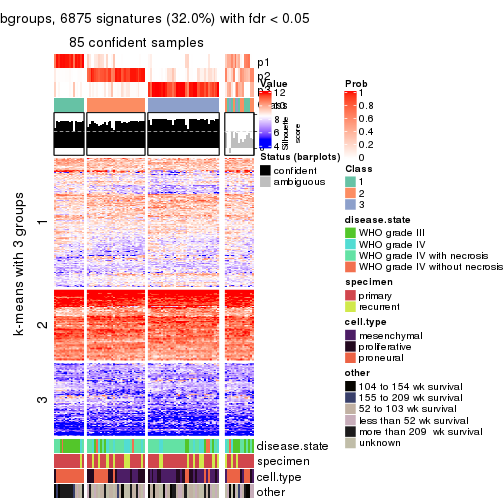 bgroups, 6875 signatures (32.0%) with fdr < 0.05
85 confident samples
p1
p2
Value
12
10
8
6
4
Silhouette
score
Prob
1
0.8
0.6
0.4
0.2
0
Status (barplots)
confident
ambiguous
Class
1
2
3
disease.state
WHO grade III
WHO grade IV
WHO grade IV with necrosis
WHO grade IV without necrosis
specimen
primary
recurrent
cell.type
mesenchymal
proliferative
proneural
other
104 to 154 wk survival
155 to 209 wk survival
52 to 103 wk survival
less than 52 wk survival
more than 209 wk survival
unknown
k-means with 3 groups
1
2
3
disease.state
specimen
cell.type
other